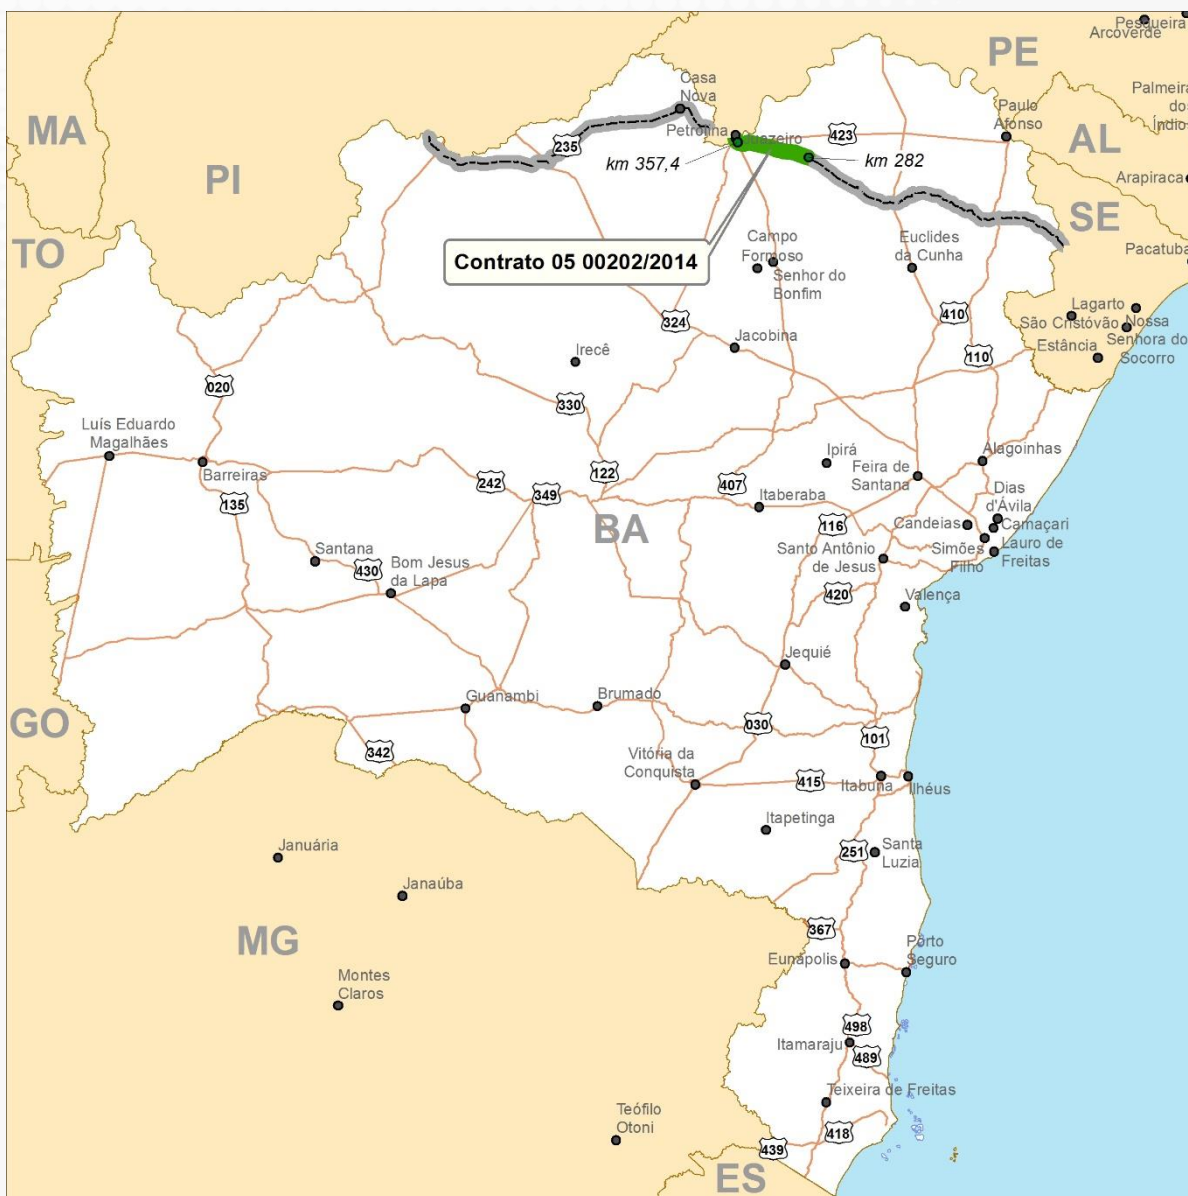 Pesqueira
Arcoverde
PE
MA
Casa
Nova
Paulo
Afonso
Palmeira
dos
Índio
Petrolina
Juazeiro
423
235
AL
km 357,4
km 282
PI
Arapiraca
SE
TO
Campo
Formoso
Senhor do
Bonfim
Euclides
da Cunha
Pacatuba
Contrato 05 00202/2014
Lagarto
São Cristóvão
Nossa
Senhora do
Socorro
Estância
324
410
Jacobina
110
Irecê
020
330
Luís Eduardo
Magalhães
Barreiras
Ipirá
Feira de
Santana
Alagoinhas
242
122
407
349
135
Itaberaba
Dias
d'Ávila
BA
116
Candeias
Camaçari
Simões
Filho
Lauro de
Freitas
Santo Antônio
de Jesus
Santana
430
Bom Jesus
da Lapa
420
Valença
Jequié
Guanambi
Brumado
GO
030
101
342
Vitória da
Conquista
415
Itabuna
Ilhéus
Itapetinga
Januária
251
Santa
Luzia
Janaúba
MG
367
Eunápolis
Pôrto
Seguro
Montes
Claros
498
Itamaraju
489
Teixeira de Freitas
Teófilo
Otoni
418
439
ES